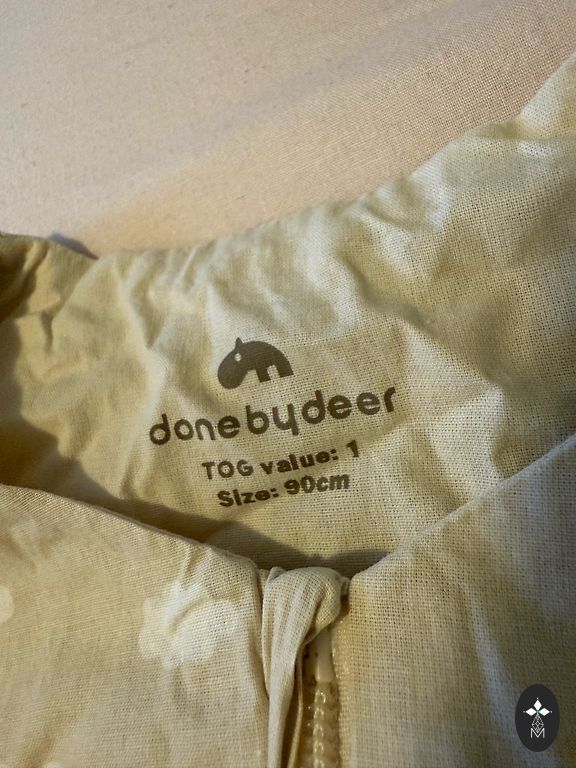 donebydeer
TOG value: 1
Size: 90cm
M